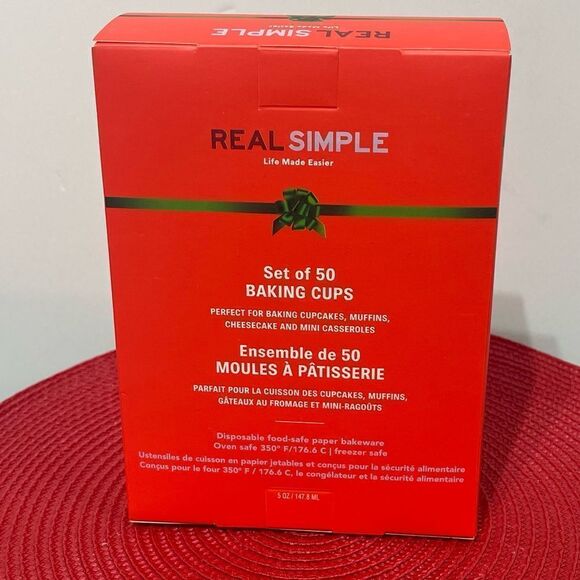 REAL SIMPLE
Life Made Easier
REAL SIMPLE
Life Made Easier
Set of 50
BAKING CUPS
PERFECT FOR BAKING CUPCAKES, MUFFINS,
CHEESECAKE AND MINI CASSEROLES
Ensemble de 50
MOULES À PÂTISSERIE
PARFAIT POUR LA CUISSON DES CUPCAKES, MUFFINS,
GÂTEAUX AU FROMAGE ET MINI-RAGOÛTS
Disposable food-safe paper bakeware
Oven safe 350° F/176.6 C | freezer safe
Ustensiles de cuisson en papier jetables et conçus pour la sécurité alimentaire
Conçus pour le four 350° F / 176.6 C, le congélateur et la sécurité alimentaire
5 OZ / 147.8 ML